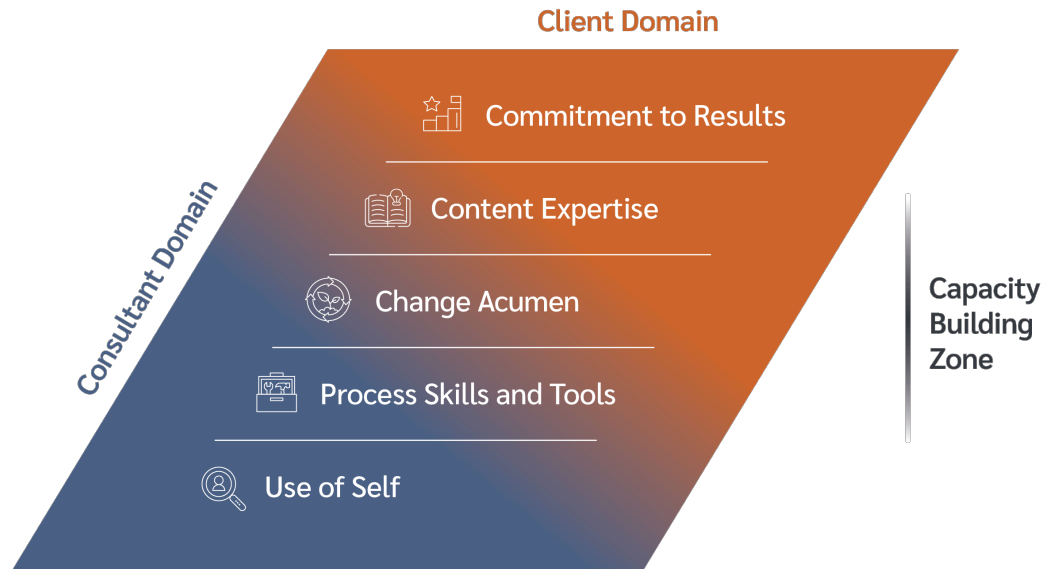 Client Domain
Commitment to Results
Content Expertise
Consultant Domain
Change Acumen
Capacity
Building
Zone
Process Skills and Tools
Use of Self